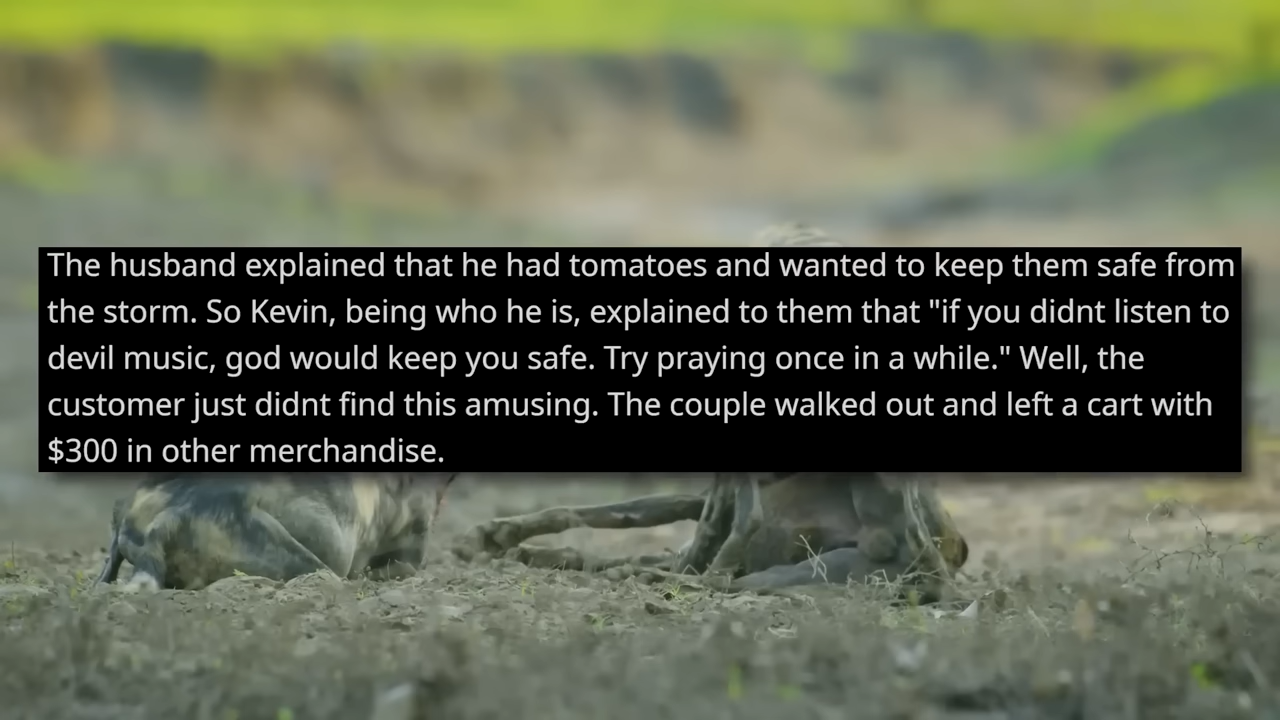 The husband explained that he had tomatoes and wanted to keep them safe from
the storm. So Kevin, being who he is, explained to them that "if you didnt listen to
devil music, god would keep you safe. Try praying once in a while." Well, the
customer just didnt find this amusing. The couple walked out and left a cart with
$300 in other merchandise.